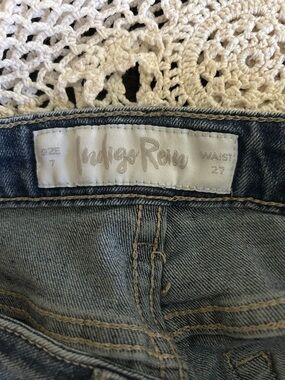 SIZE
7
Indigo Rein
WAIST
27